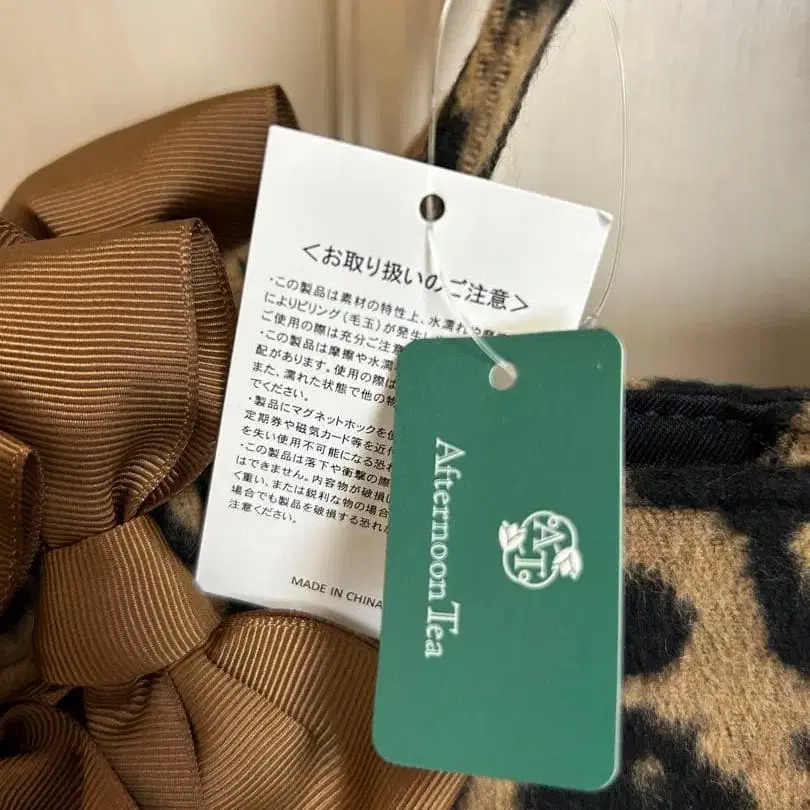 <お取り扱いのご注意>
・この製品は素材の特性上、水濡れや摩
によりピリング(毛玉)が発生
ご使用の際は充分ご注意
・この製品は摩擦や水濡
配があります。使用の際は
また、濡れた状態で他の物
でください。
・製品にマグネットホックを使
定期券や磁気カード等を近付
を失い使用不可能になる恐れ
・この製品は落下や衝撃の際
はできません。内容物が破損し
く重い、または鋭利な物の場合
場合でも製品を破損する恐れが
注意ください。
MADE IN CHINA
Afternoon Tea
A.T.